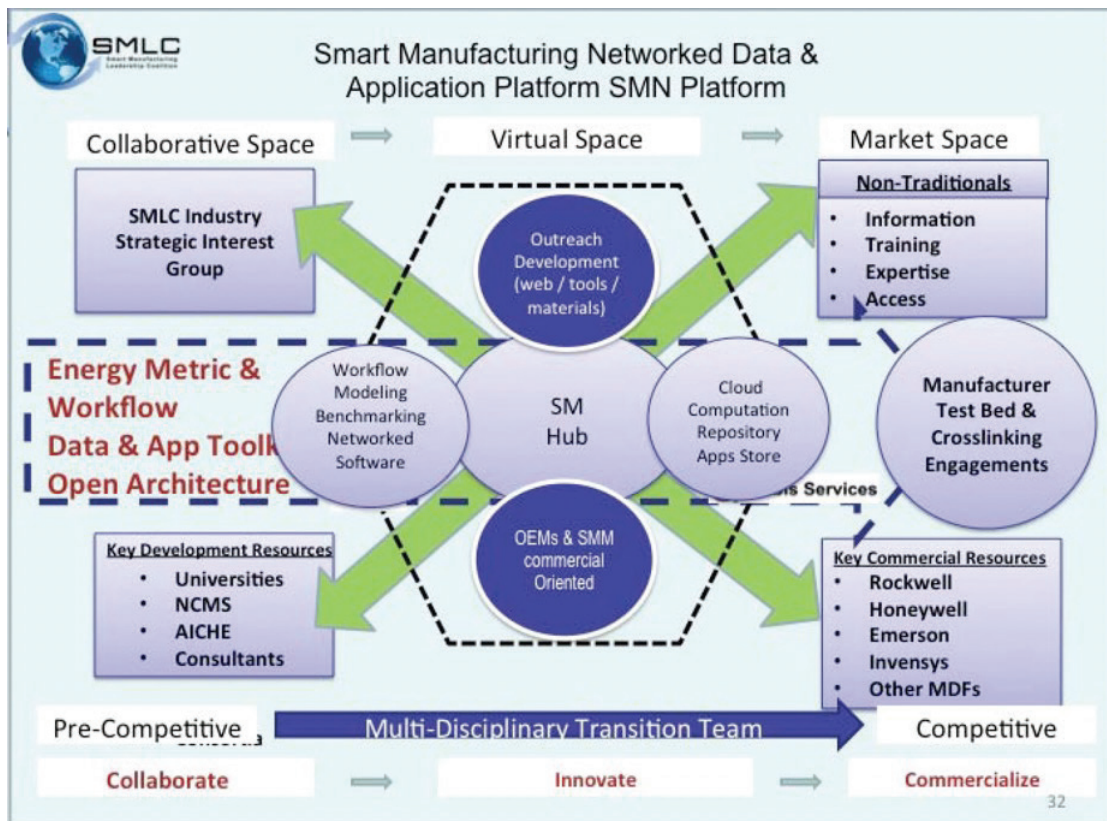 SMLC
Smart Manufacturing
Leadership Coalition
Smart Manufacturing Networked Data &
Application Platform SMN Platform
Collaborative Space
Virtual Space
Market Space
SMLC Industry
Strategic Interest
Group
Outreach
Development
(web / tools /
materials)
Non-Traditionals
• Information
• Training
• Expertise
• Access
Energy Metric &
Workflow
Data & App Toolk
Open Architecture
Workflow
Modeling
Benchmarking
Networked
Software
SM
Hub
Cloud
Computation
Repository
Apps Store
Manufacturer
Test Bed &
Crosslinking
Engagements
Services
Key Development Resources
• Universities
• NCMS
• AICHE
• Consultants
OEMs & SMM
commercial
Oriented
Key Commercial Resources
• Rockwell
• Honeywell
• Emerson
• Invensys
• Other MDFs
Pre-Competitive
Multi-Disciplinary Transition Team
Competitive
Collaborate
Innovate
Commercialize
32